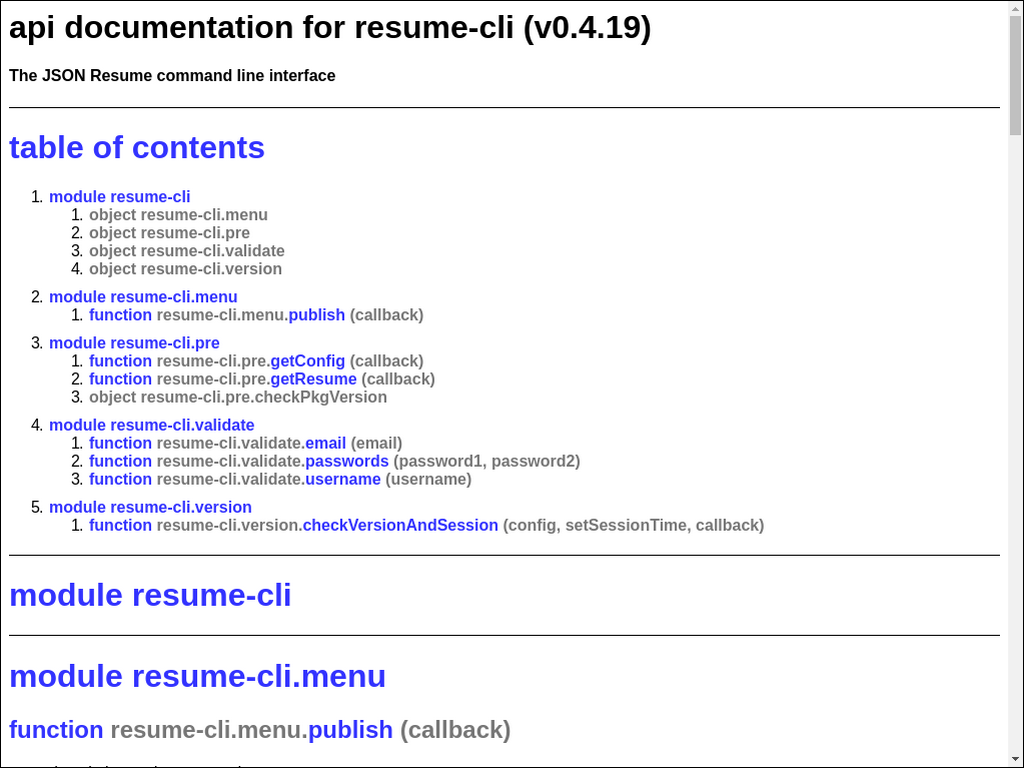 api documentation for resume-cli (v0.4.19)
The JSON Resume command line interface
table of contents
1. module resume-cli
1. object resume-cli.menu
2. object resume-cli.pre
3. object resume-cli.validate
4. object resume-cli.version
2. module resume-cli.menu
1. function resume-cli.menu.publish (callback)
3. module resume-cli.pre
1. function resume-cli.pre.getConfig (callback)
2. function resume-cli.pre.getResume (callback)
3. object resume-cli.pre.checkPkgVersion
4. module resume-cli.validate
1. function resume-cli.validate.email (email)
2. function resume-cli.validate.passwords (password1, password2)
3. function resume-cli.validate.username (username)
5. module resume-cli.version
1. function resume-cli.version.checkVersionAndSession (config, setSessionTime, callback)
module resume-cli
module resume-cli.menu
function resume-cli.menu.publish (callback)